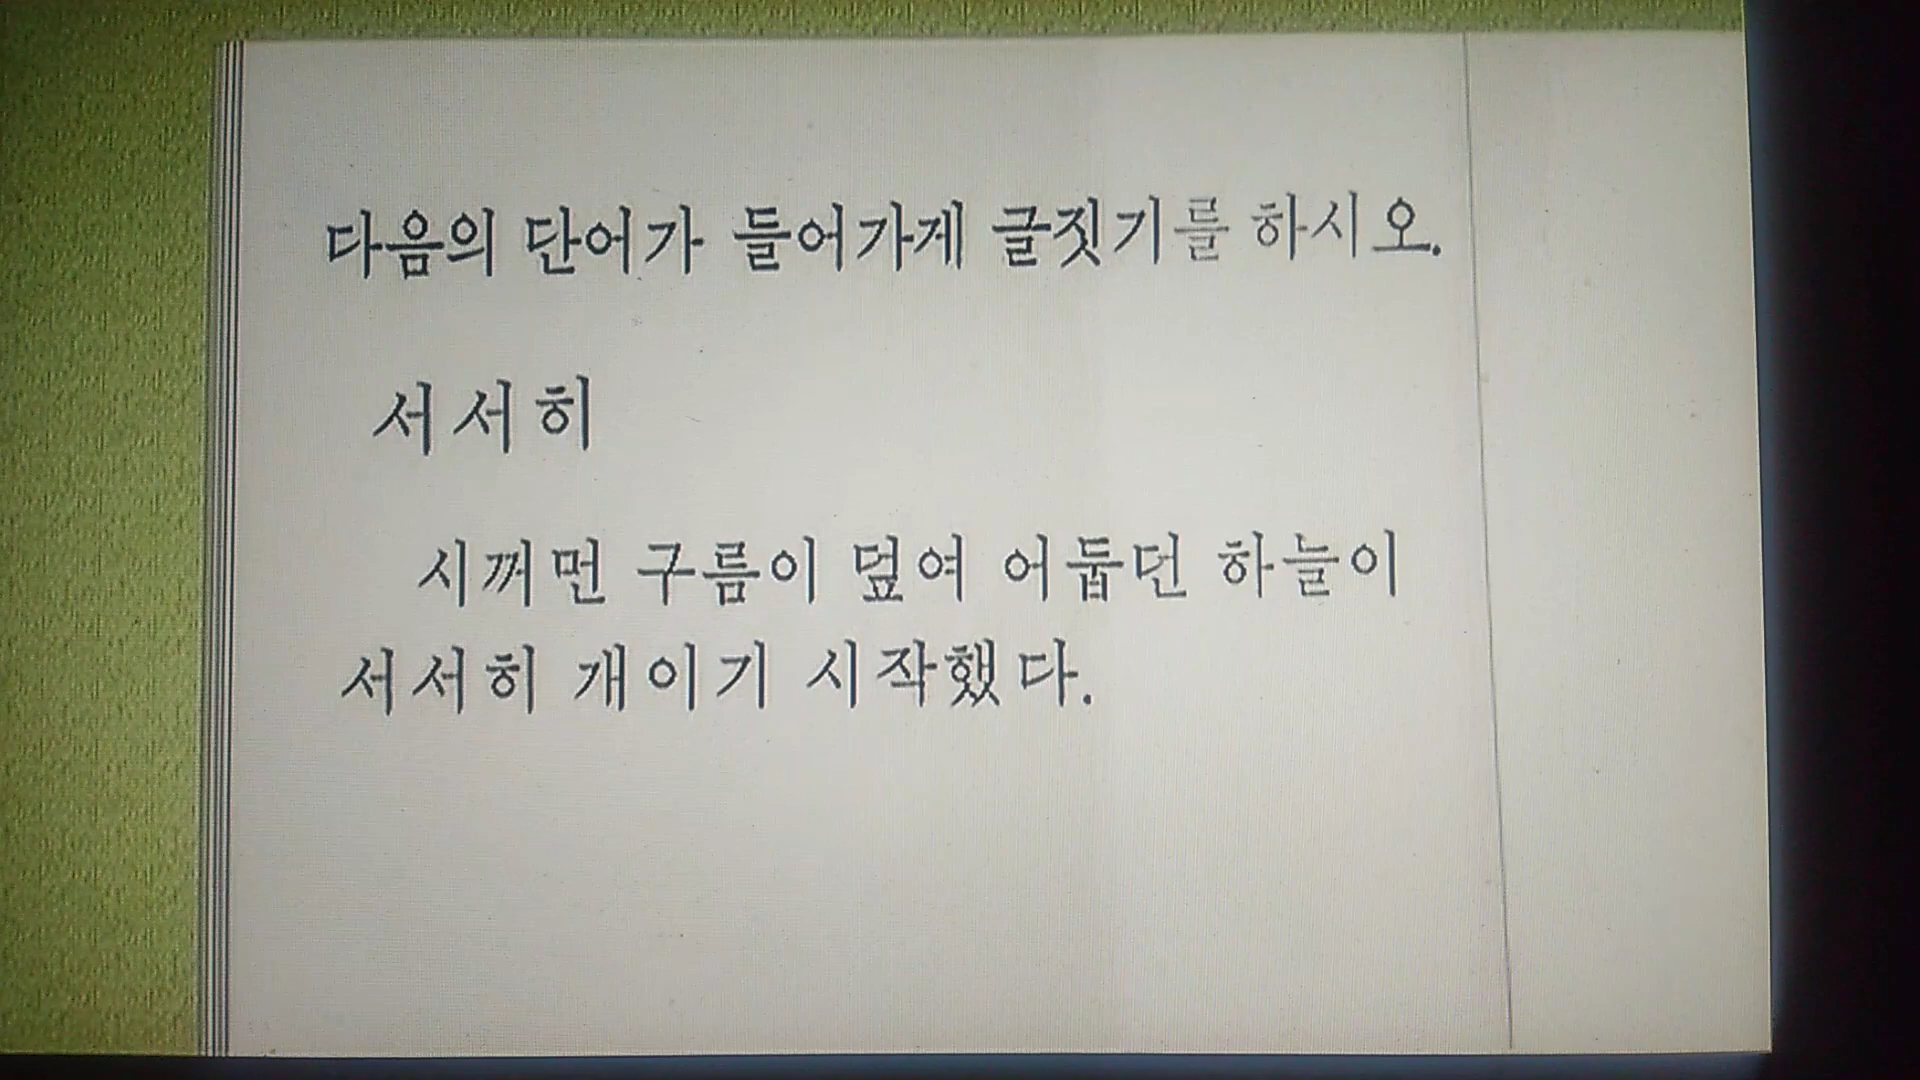 다음의 단어가 들어가게 글짓기를 하시오.
서서히
시꺼먼 구름이 덮여 어둡던 하늘이
서서히 개이기 시작했다.